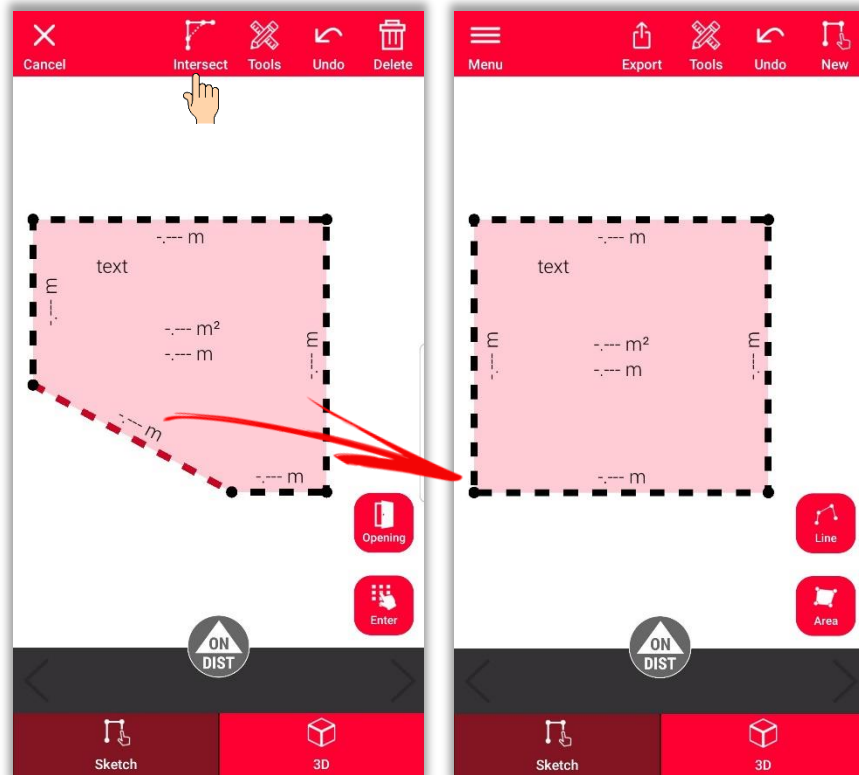 Cancel
Intersect
Tools
Undo
Delete
-.--- m
text
-.--- m
-.--- m²
-.--- m
-.--- m
-.--- m
-.--- m
Opening
Enter
ON
DIST
Sketch
3D
Menu
Export
Tools
Undo
New
-.--- m
text
-.--- m
-.--- m²
-.--- m
-.--- m
-.--- m
Line
Area
ON
DIST
Sketch
3D